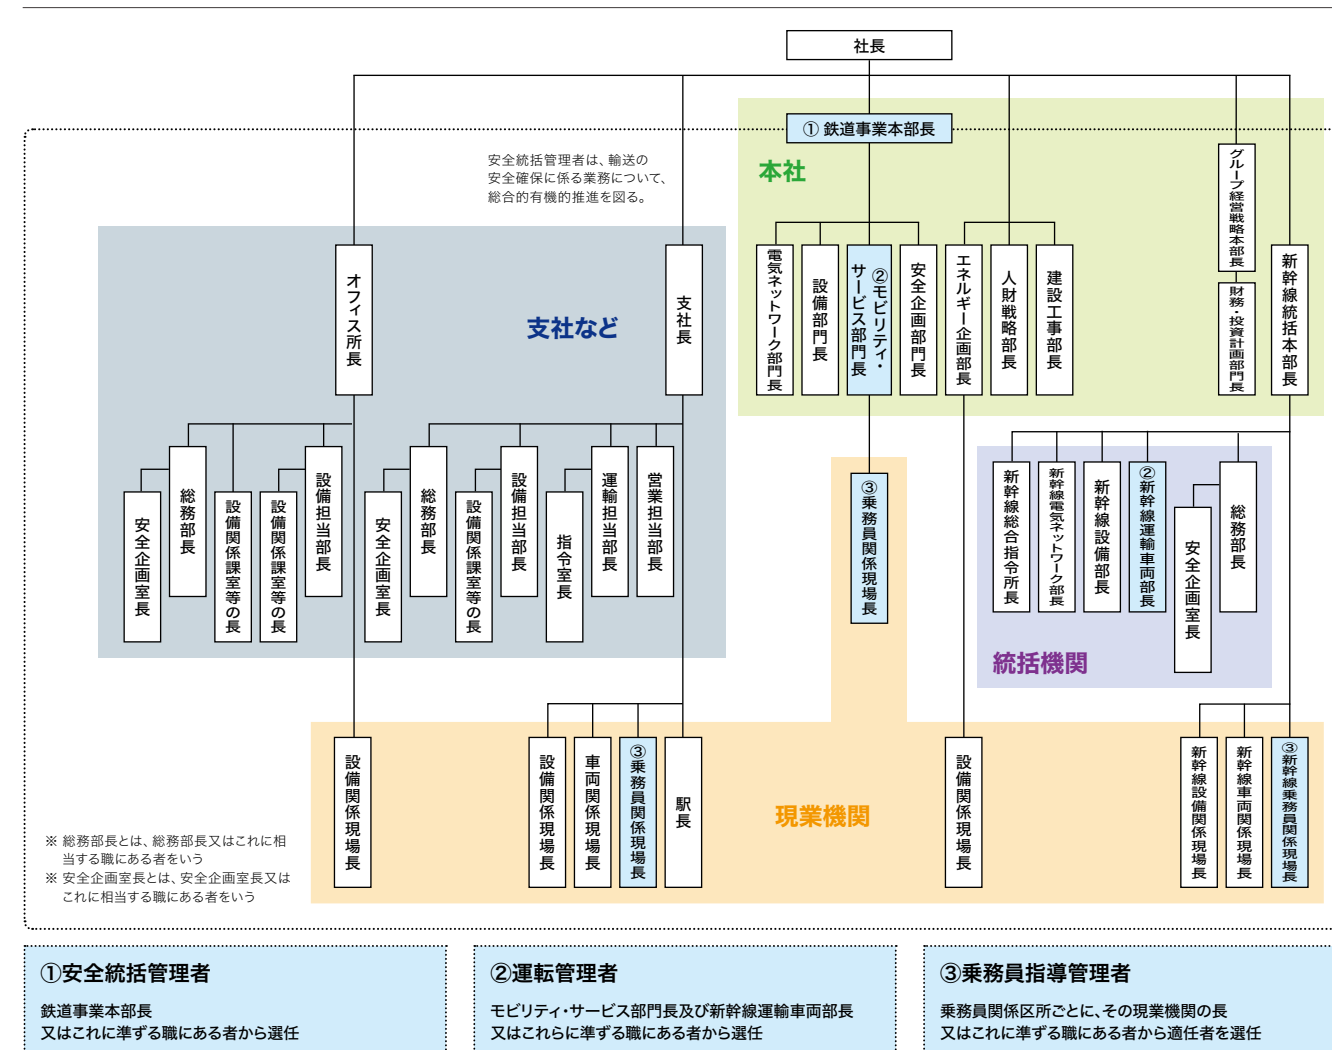 社長
① 鉄道事業本部長
安全統括管理者は、輸送の
安全確保に係る業務について、
総合的有機的推進を図る。
本社
グループ経営戦略本部長
財務・投資計画部門長
新幹線統括本部長
電気ネットワーク部門長
設備部門長
②モビリティ・
サービス部門長
安全企画部門長
エネルギー企画部長
人財戦略部長
建設工事部長
オフィス所長
支社など
支社長
安全企画室長
総務部長
設備関係課室等の長
設備関係課室等の長
設備担当部長
安全企画室長
総務部長
設備関係課室等の長
設備担当部長
指令室長
運輸担当部長
営業担当部長
③乗務員関係現場長
新幹線総合指令所長
新幹線電気ネットワーク部長
新幹線設備部長
②新幹線運輸車両部長
安全企画室長
総務部長
統括機関
設備関係現場長
設備関係現場長
車両関係現場長
③乗務員関係現場長
駅長
現業機関
設備関係現場長
新幹線設備関係現場長
新幹線車両関係現場長
③新幹線乗務員関係現場長
※ 総務部長とは、総務部長又はこれに相
当する職にある者をいう
※ 安全企画室長とは、安全企画室長又は
これに相当する職にある者をいう
①安全統括管理者
鉄道事業本部長
又はこれに準ずる職にある者から選任
②運転管理者
モビリティ・サービス部門長及び新幹線運輸車両部長
又はこれらに準ずる職にある者から選任
③乗務員指導管理者
乗務員関係区所ごとに、その現業機関の長
又はこれに準ずる職にある者から適任者を選任